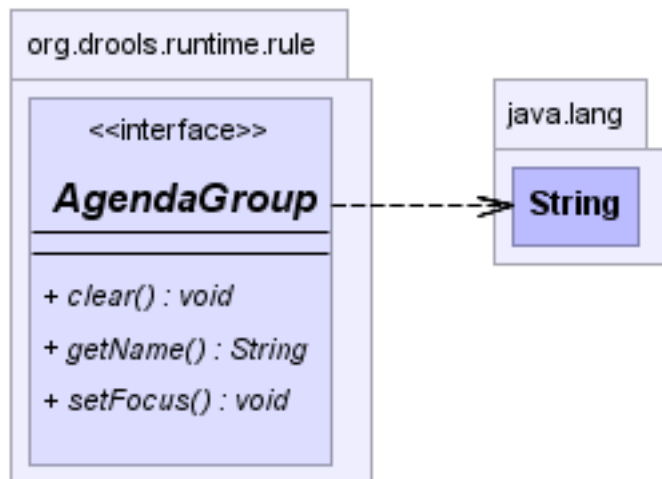 org.drools.runtime.rule
<<interface>>
AgendaGroup
+ clear() : void
+ getName() : String
+ setFocus() : void
java.lang
String